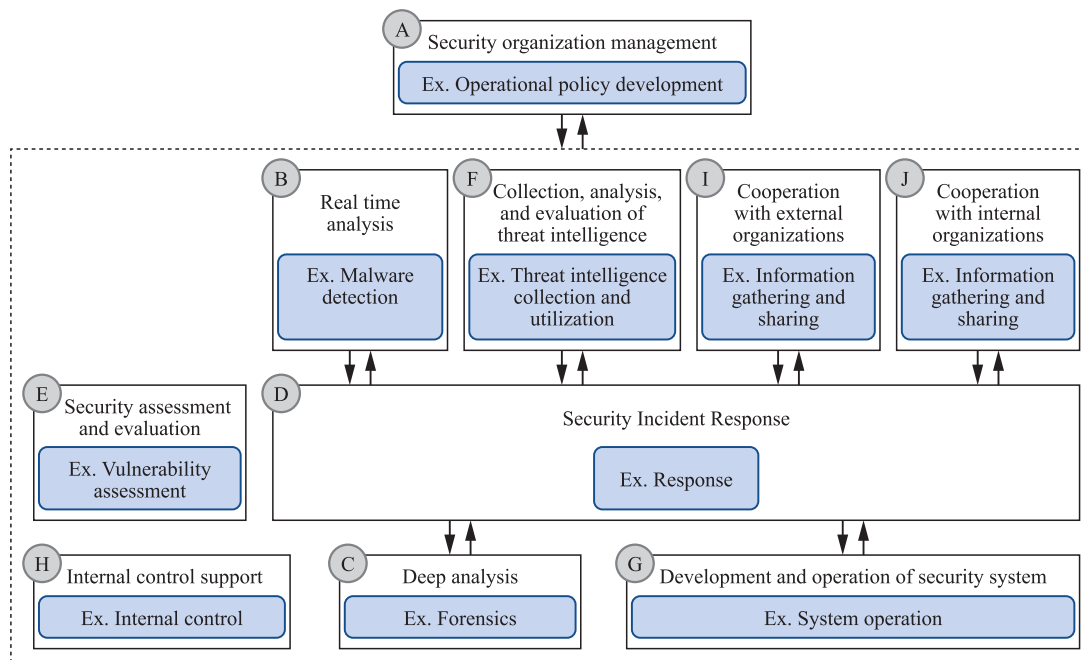 A
Security organization management
Ex. Operational policy development
B
Real time
analysis
Ex. Malware
detection
F
Collection, analysis,
and evaluation of
threat intelligence
Ex. Threat intelligence
collection and
utilization
I
Cooperation
with external
organizations
Ex. Information
gathering and
sharing
J
Cooperation
with internal
organizations
Ex. Information
gathering and
sharing
E
Security assessment
and evaluation
Ex. Vulnerability
assessment
D
Security Incident Response
Ex. Response
H
Internal control support
Ex. Internal control
C
Deep analysis
Ex. Forensics
G
Development and operation of security system
Ex. System operation